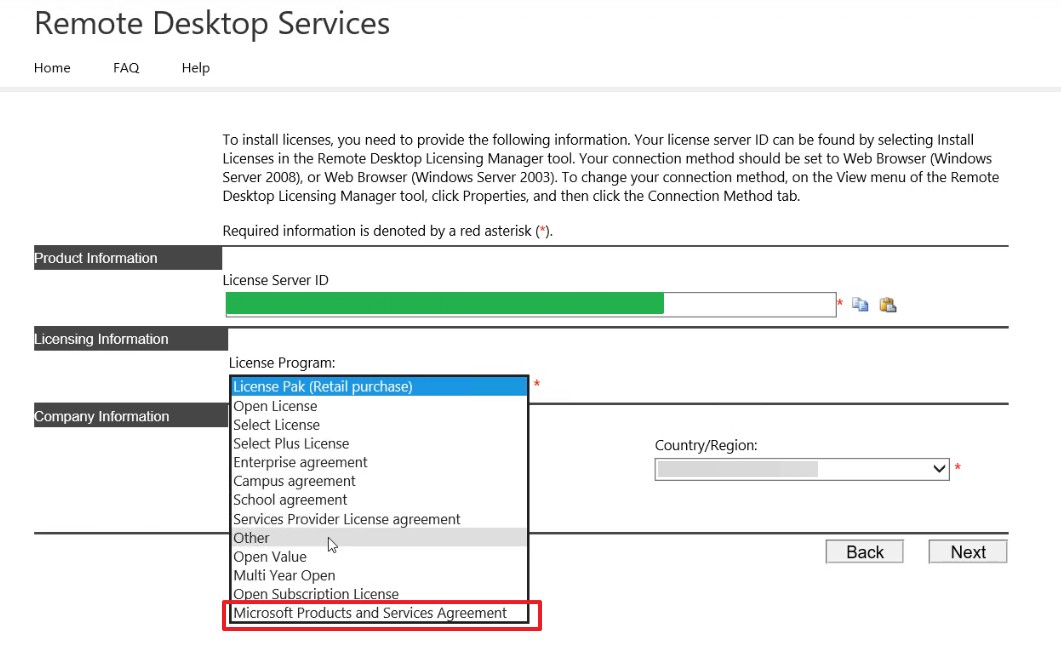 Remote Desktop Services
Home FAQ Help
To install licenses, you need to provide the following information. Your license server ID can be found by selecting Install
Licenses in the Remote Desktop Licensing Manager tool. Your connection method should be set to Web Browser (Windows
Server 2008), or Web Browser (Windows Server 2003). To change your connection method, on the View menu of the Remote
Desktop Licensing Manager tool, click Properties, and then click the Connection Method tab.
Required information is denoted by a red asterisk (*).
Product Information
License Server ID
*
Licensing Information
License Program:
License Pak (Retail purchase) *
Open License
Select License
Select Plus License
Enterprise agreement
Campus agreement
School agreement
Services Provider License agreement
Other
Open Value
Multi Year Open
Open Subscription License
Microsoft Products and Services Agreement
Company Information
Country/Region:
*
Back Next